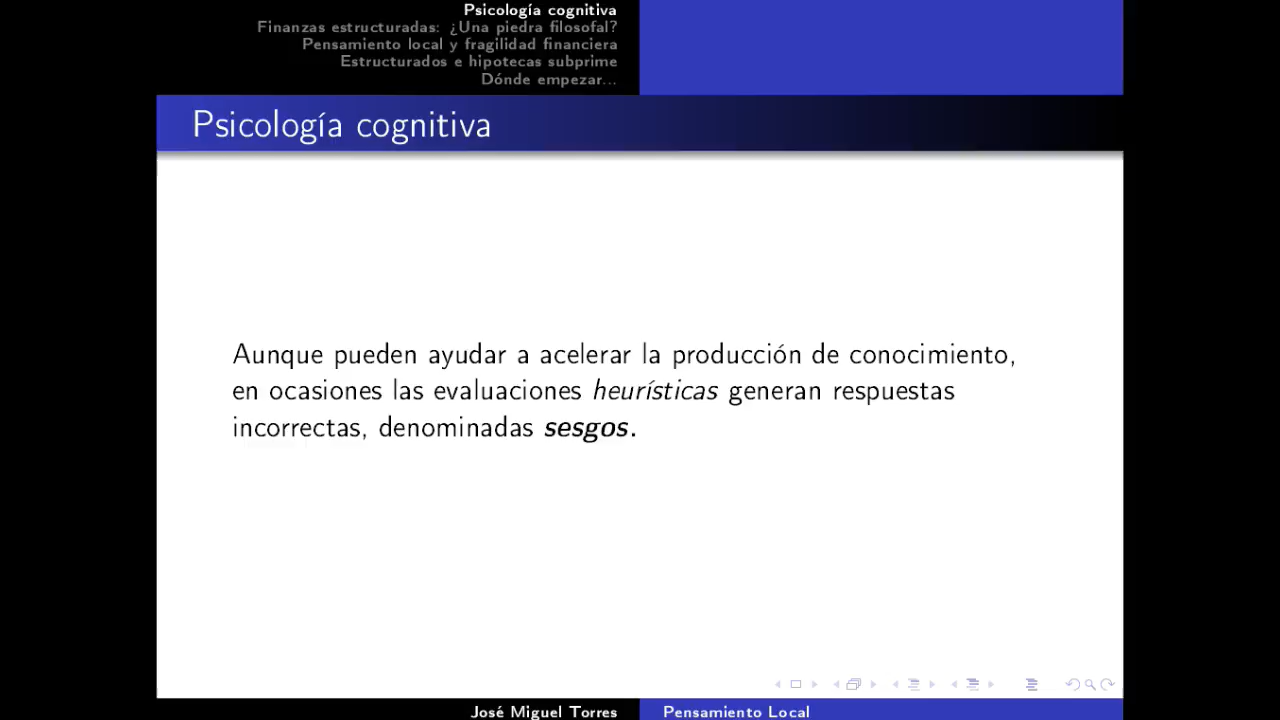 Psicología cognitiva
Finanzas estructuradas: ¿Una piedra filosofal?
Pensamiento local y fragilidad financiera
Estructurados e hipotecas subprime
Dónde empezar...
Psicología cognitiva
Aunque pueden ayudar a acelerar la producción de conocimiento,
en ocasiones las evaluaciones heurísticas generan respuestas
incorrectas, denominadas sesgos.
José Miguel Torres
Pensamiento Local